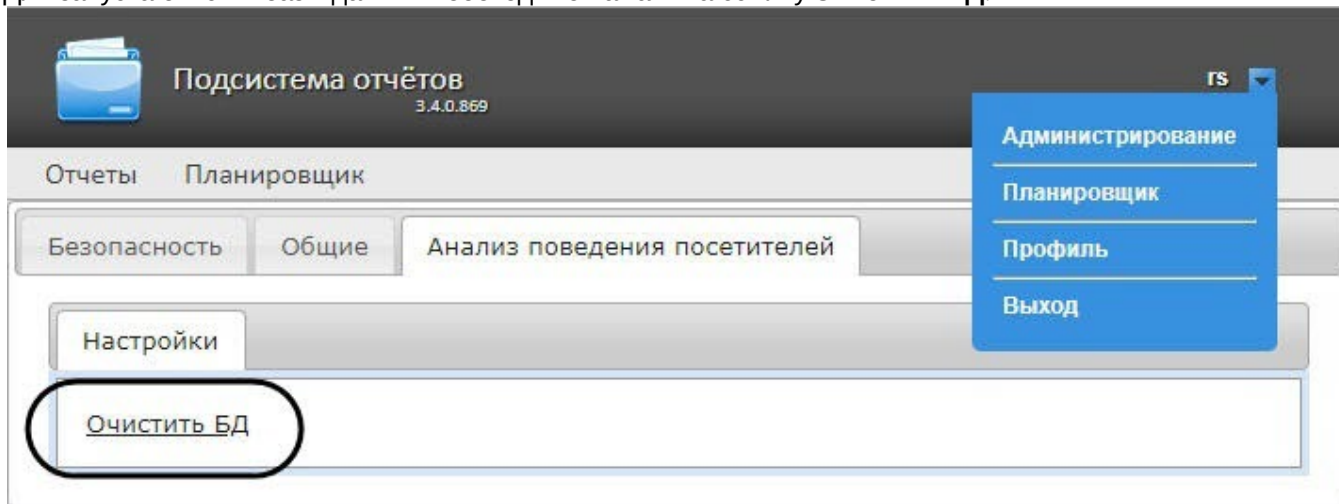 Подсистема отчётов
3.4.0.869
rs
Администрирование
Планировщик
Профиль
Выход
Отчеты Планировщик
Безопасность Общие Анализ поведения посетителей
Настройки
Очистить БД